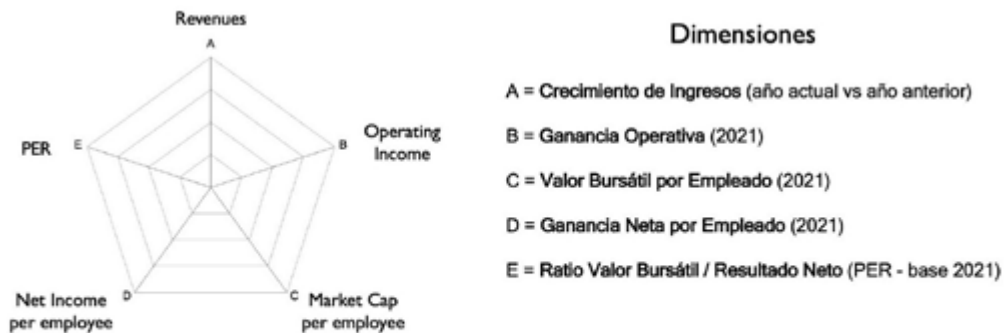 Revenues
A
PER
E
B
Operating
Income
Net Income
per employee
D
C
Market Cap
per employee
Dimensiones
A = Crecimiento de Ingresos (año actual vs año anterior)
B = Ganancia Operativa (2021)
C = Valor Bursátil por Empleado (2021)
D = Ganancia Neta por Empleado (2021)
E = Ratio Valor Bursátil / Resultado Neto (PER - base 2021)